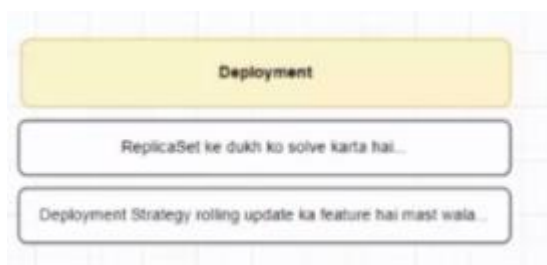 Deployment
ReplicaSet ke dukh ko solve karta hai...
Deployment Strategy rolling update ka feature hai mast wala...